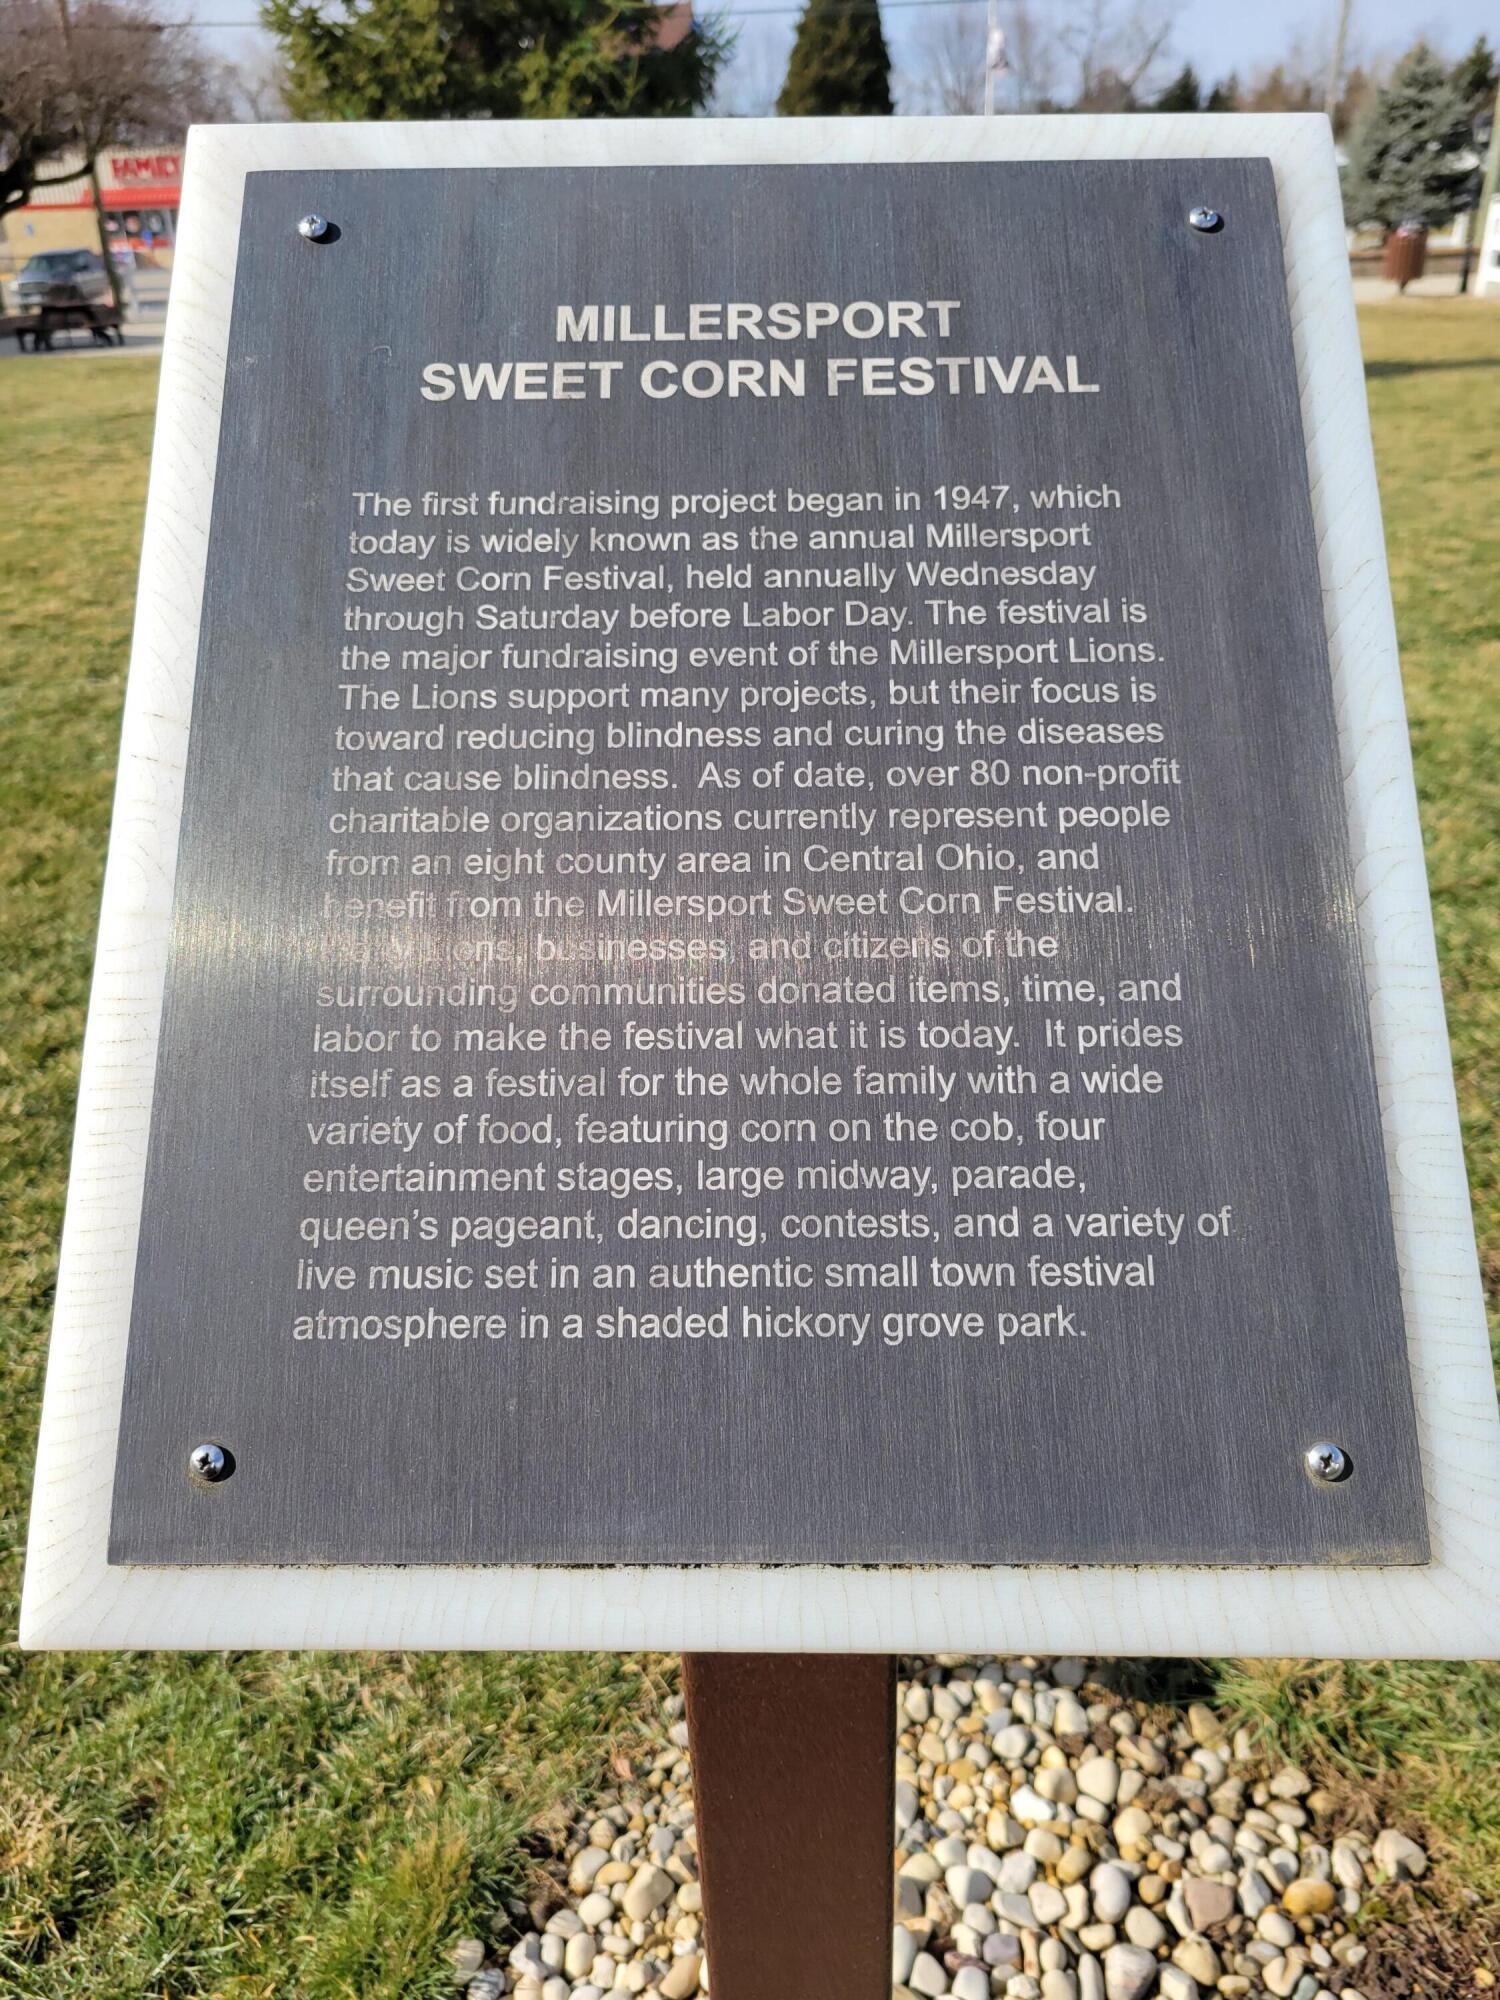 FAMILY
MILLERSPORT
SWEET CORN FESTIVAL
The first fundraising project began in 1947, which
today is widely known as the annual Millersport
Sweet Corn Festival, held annually Wednesday
through Saturday before Labor Day. The festival is
the major fundraising event of the Millersport Lions.
The Lions support many projects, but their focus is
toward reducing blindness and curing the diseases
that cause blindness. As of date, over 80 non-profit
charitable organizations currently represent people
from an eight county area in Central Ohio, and
benefit from the Millersport Sweet Corn Festival.
Many Lions, businesses, and citizens of the
surrounding communities donated items, time, and
labor to make the festival what it is today. It prides
itself as a festival for the whole family with a wide
variety of food, featuring corn on the cob, four
entertainment stages, large midway, parade,
queen's pageant, dancing, contests, and a variety of
live music set in an authentic small town festival
atmosphere in a shaded hickory grove park.